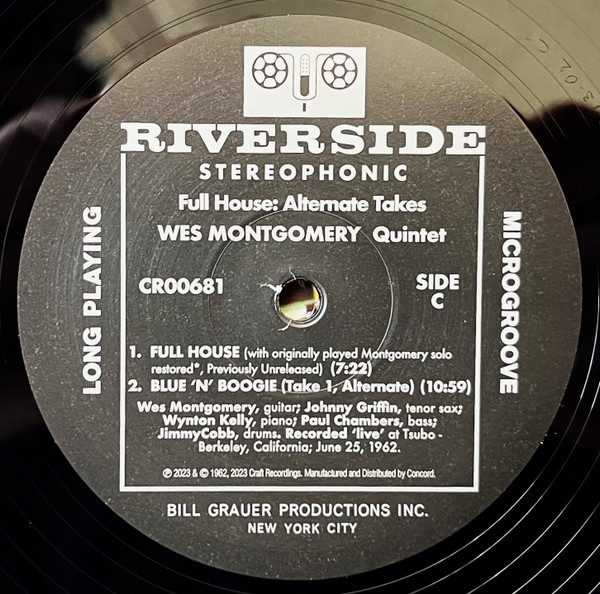 RIVERSIDE
STEREOPHONIC
Full House: Alternate Takes
WES MONTGOMERY Quintet
LONG PLAYING
MICROGROOVE
CR00681
SIDE
C
1. FULL HOUSE (with originally played Montgomery solo
restored*, Previously Unreleased) (7:22)
2. BLUE 'N' BOOGIE (Take 1, Alternate) (10:59)
Wes Montgomery, guitar; Johnny Griffin, tenor sax;
Wynton Kelly, piano; Paul Chambers, bass;
JimmyCobb, drums. Recorded 'live' at Tsubo -
Berkeley, California; June 25, 1962.
℗ 2023 & © 1962, 2023 Craft Recordings. Manufactured and Distributed by Concord.
BILL GRAUER PRODUCTIONS INC.
NEW YORK CITY